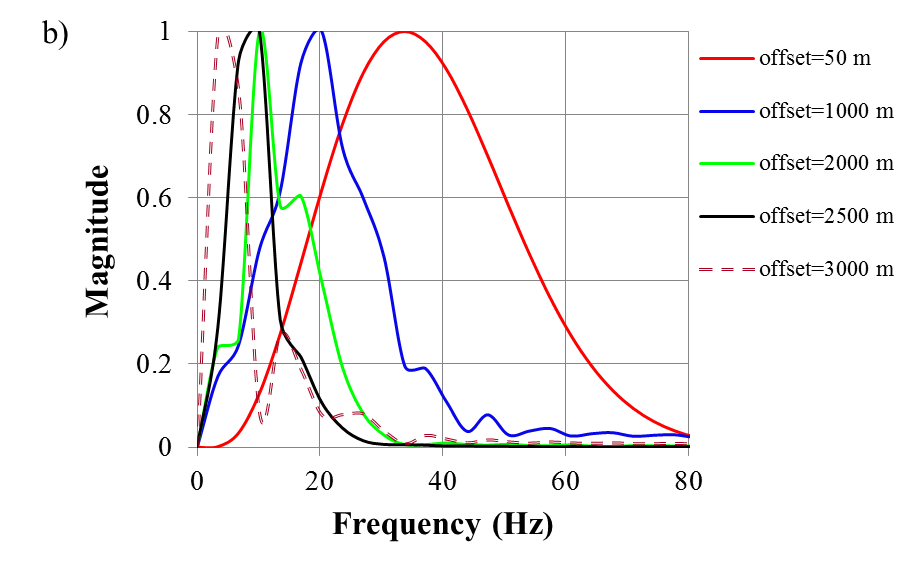 b)
1
0.8
0.6
0.4
0.2
0
Magnitude
0 20 40 60 80
Frequency (Hz)
offset=50 m
offset=1000 m
offset=2000 m
offset=2500 m
offset=3000 m